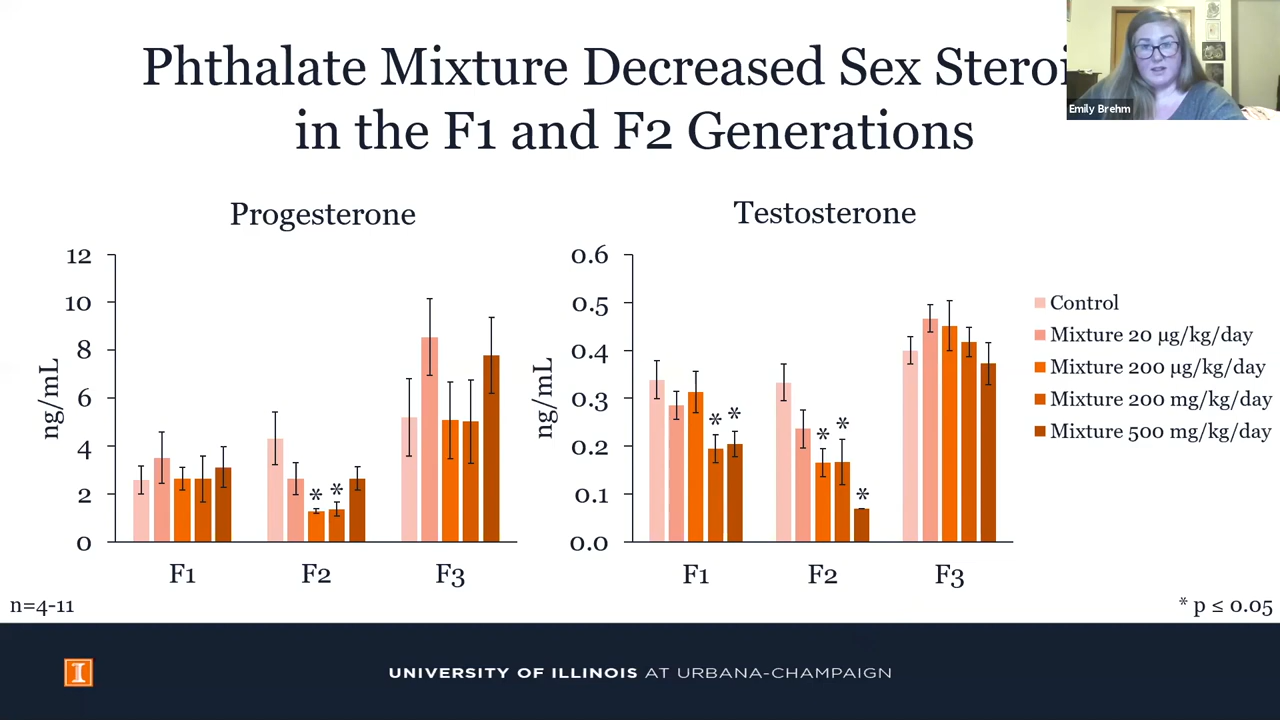 Phthalate Mixture Decreased Sex Steroi
in the F1 and F2 Generations
Emily Brehm
Progesterone
12
10
8
6
4
2
0
ng/mL
* *
F1
F2
F3
Testosterone
0.6
0.5
0.4
0.3
0.2
0.1
0.0
ng/mL
* *
* *
*
F1
F2
F3
Control
Mixture 20 µg/kg/day
Mixture 200 µg/kg/day
Mixture 200 mg/kg/day
Mixture 500 mg/kg/day
n=4-11
* p ≤ 0.05
I
UNIVERSITY OF ILLINOIS AT URBANA-CHAMPAIGN